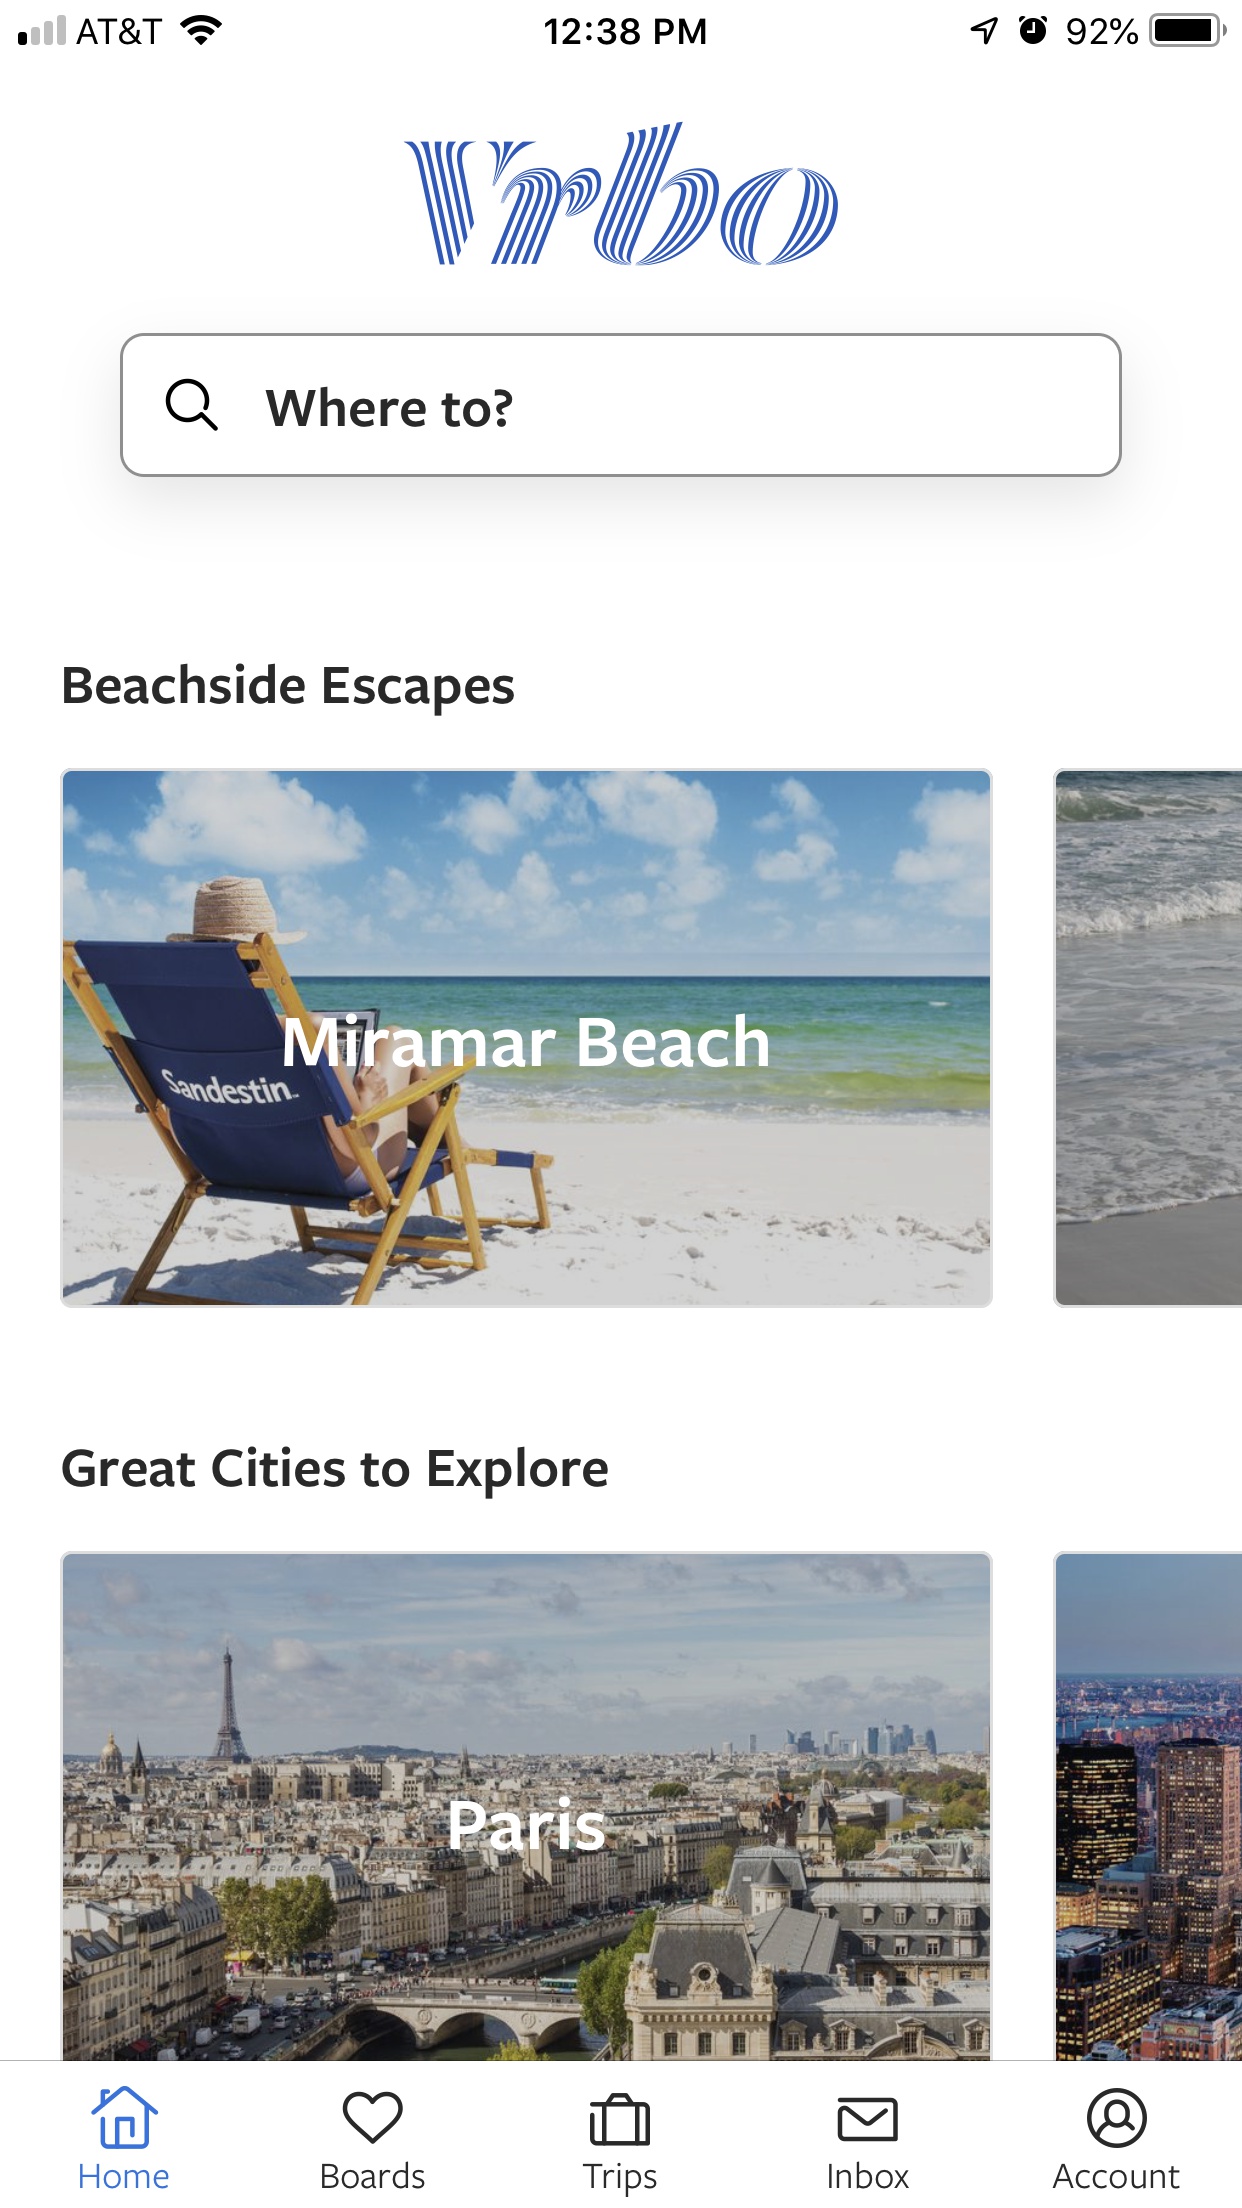 AT&T 12:38 PM 92%
Vrbo
Where to?
Beachside Escapes
Miramar Beach
Sandestin™
Great Cities to Explore
Paris
Home Boards Trips Inbox Account